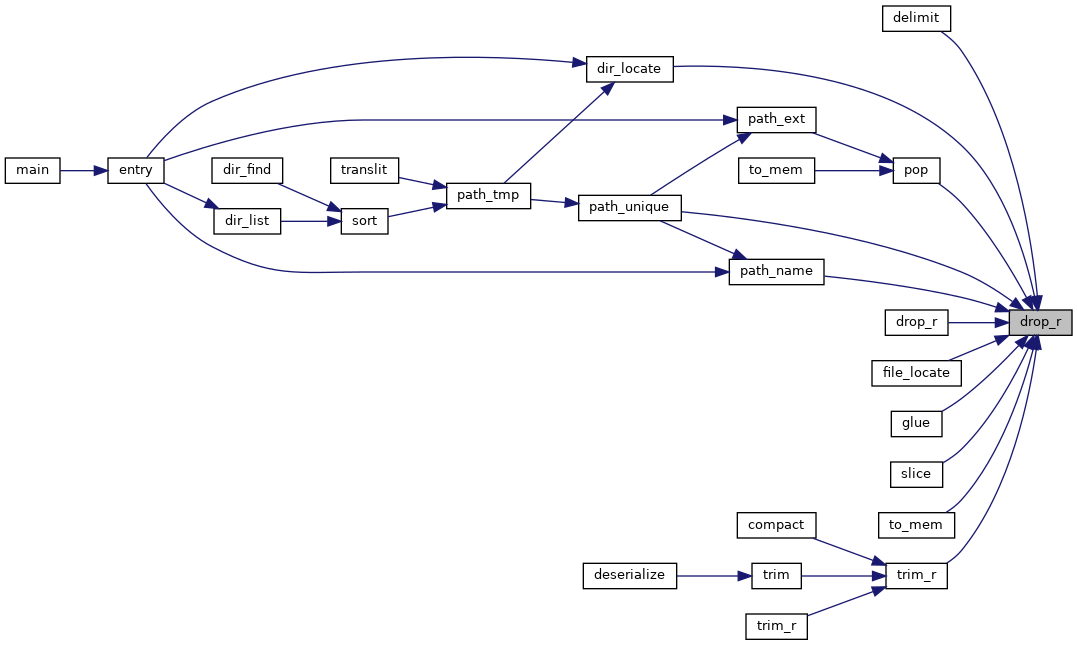 delimit
dir_locate
path_ext
main
entry
dir_find
translit
to_mem
pop
path_tmp
path_unique
dir_list
sort
path_name
drop_r
drop_r
file_locate
glue
slice
compact
to_mem
deserialize
trim
trim_r
trim_r